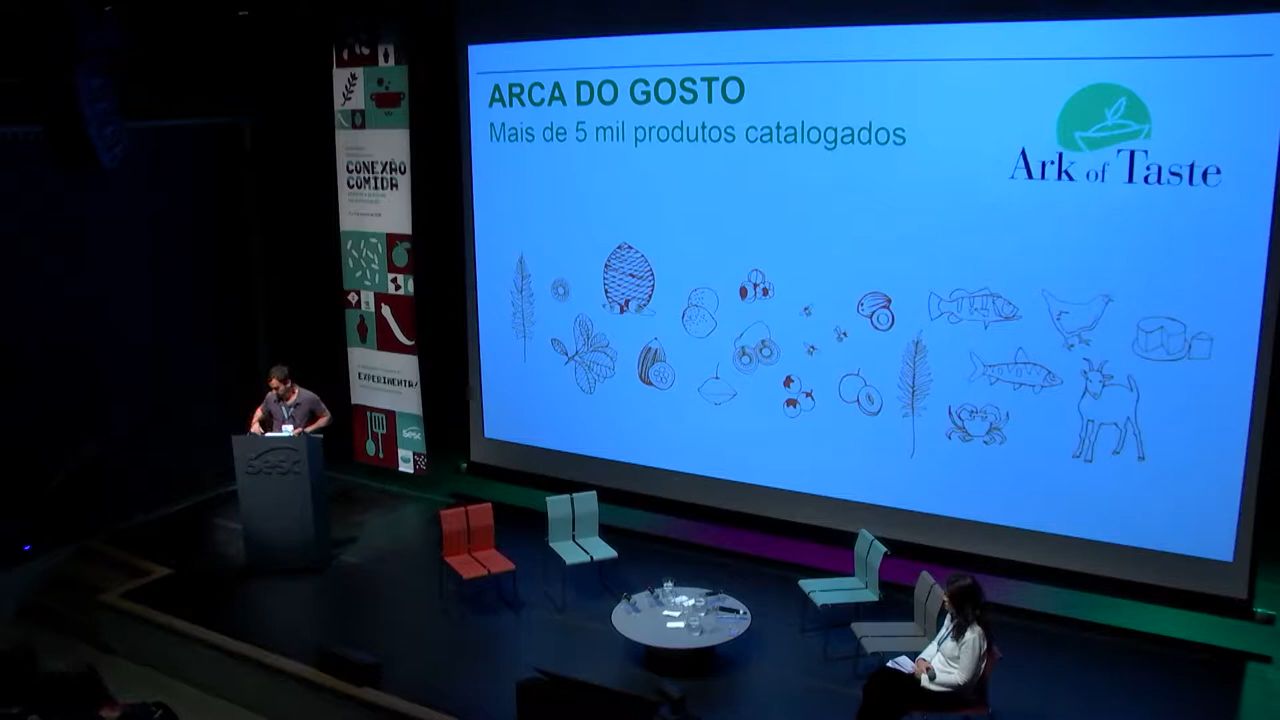 ARCA DO GOSTO
Mais de 5 mil produtos catalogados
Ark of Taste
CONEXÃO
COMIDA
EXPERIMENTA!
sesc
sesc